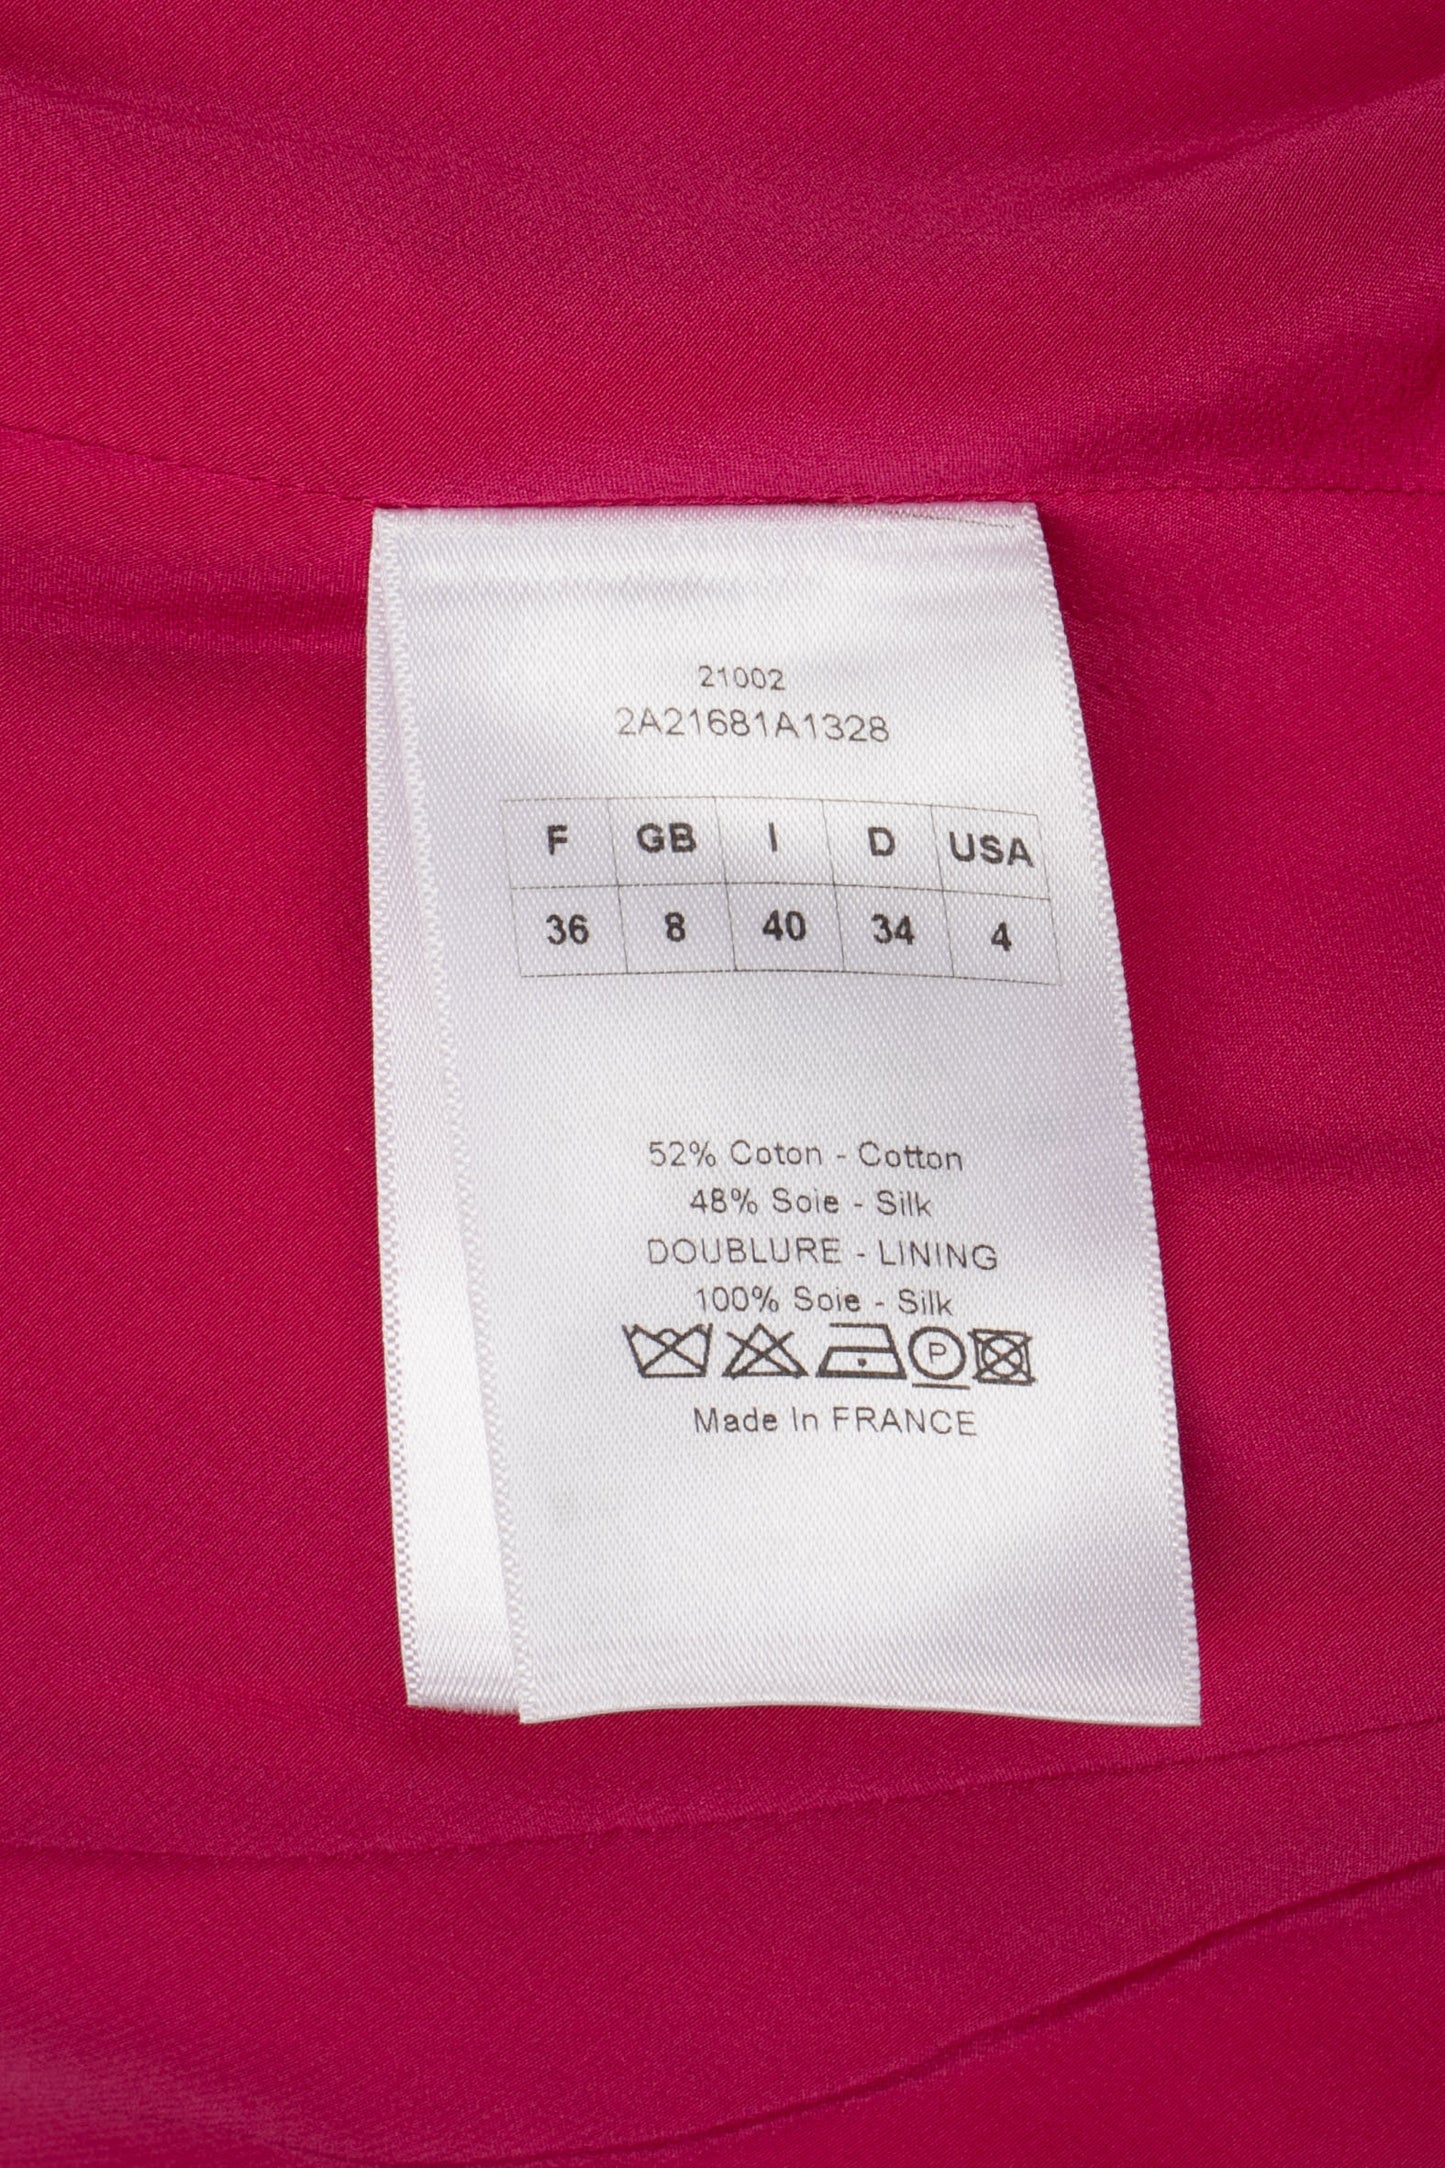 21002
2A21681A1328
F GB I D USA
36 8 40 34 4
52% Coton - Cotton
48% Soie - Silk
DOUBLURE - LINING
100% Soie - Silk
P
Made In FRANCE